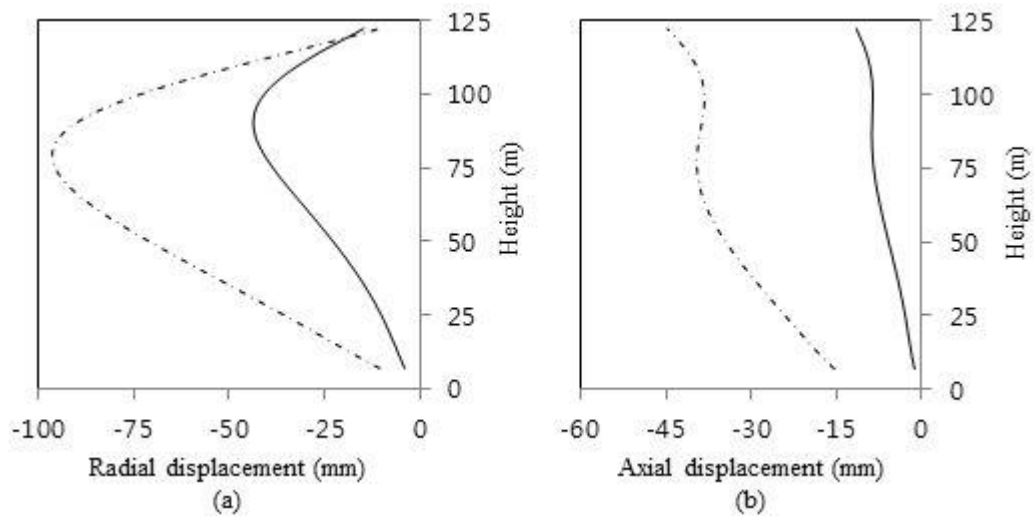 125
100
75
50
25
0
Height (m)
-100 -75 -50 -25 0
Radial displacement (mm)
(a)
125
100
75
50
25
0
Height (m)
-60 -45 -30 -15 0
Axial displacement (mm)
(b)